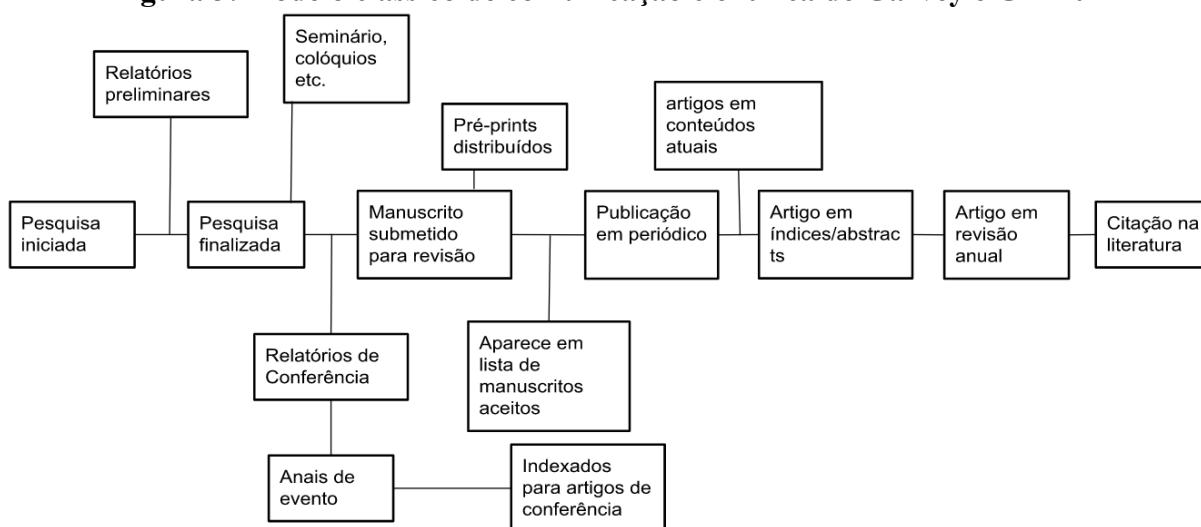 Seminário,
colóquios
etc.
Relatórios
preliminares
artigos em
conteúdos
atuais
Pré-prints
distribuídos
Pesquisa
iniciada
Pesquisa
finalizada
Manuscrito
submetido
para revisão
Publicação
em periódico
Artigo em
índices/abstrac
ts
Artigo em
revisão
anual
Citação na
literatura
Relatórios de
Conferência
Aparece em
lista de
manuscritos
aceitos
Anais de
evento
Indexados
para artigos de
conferência